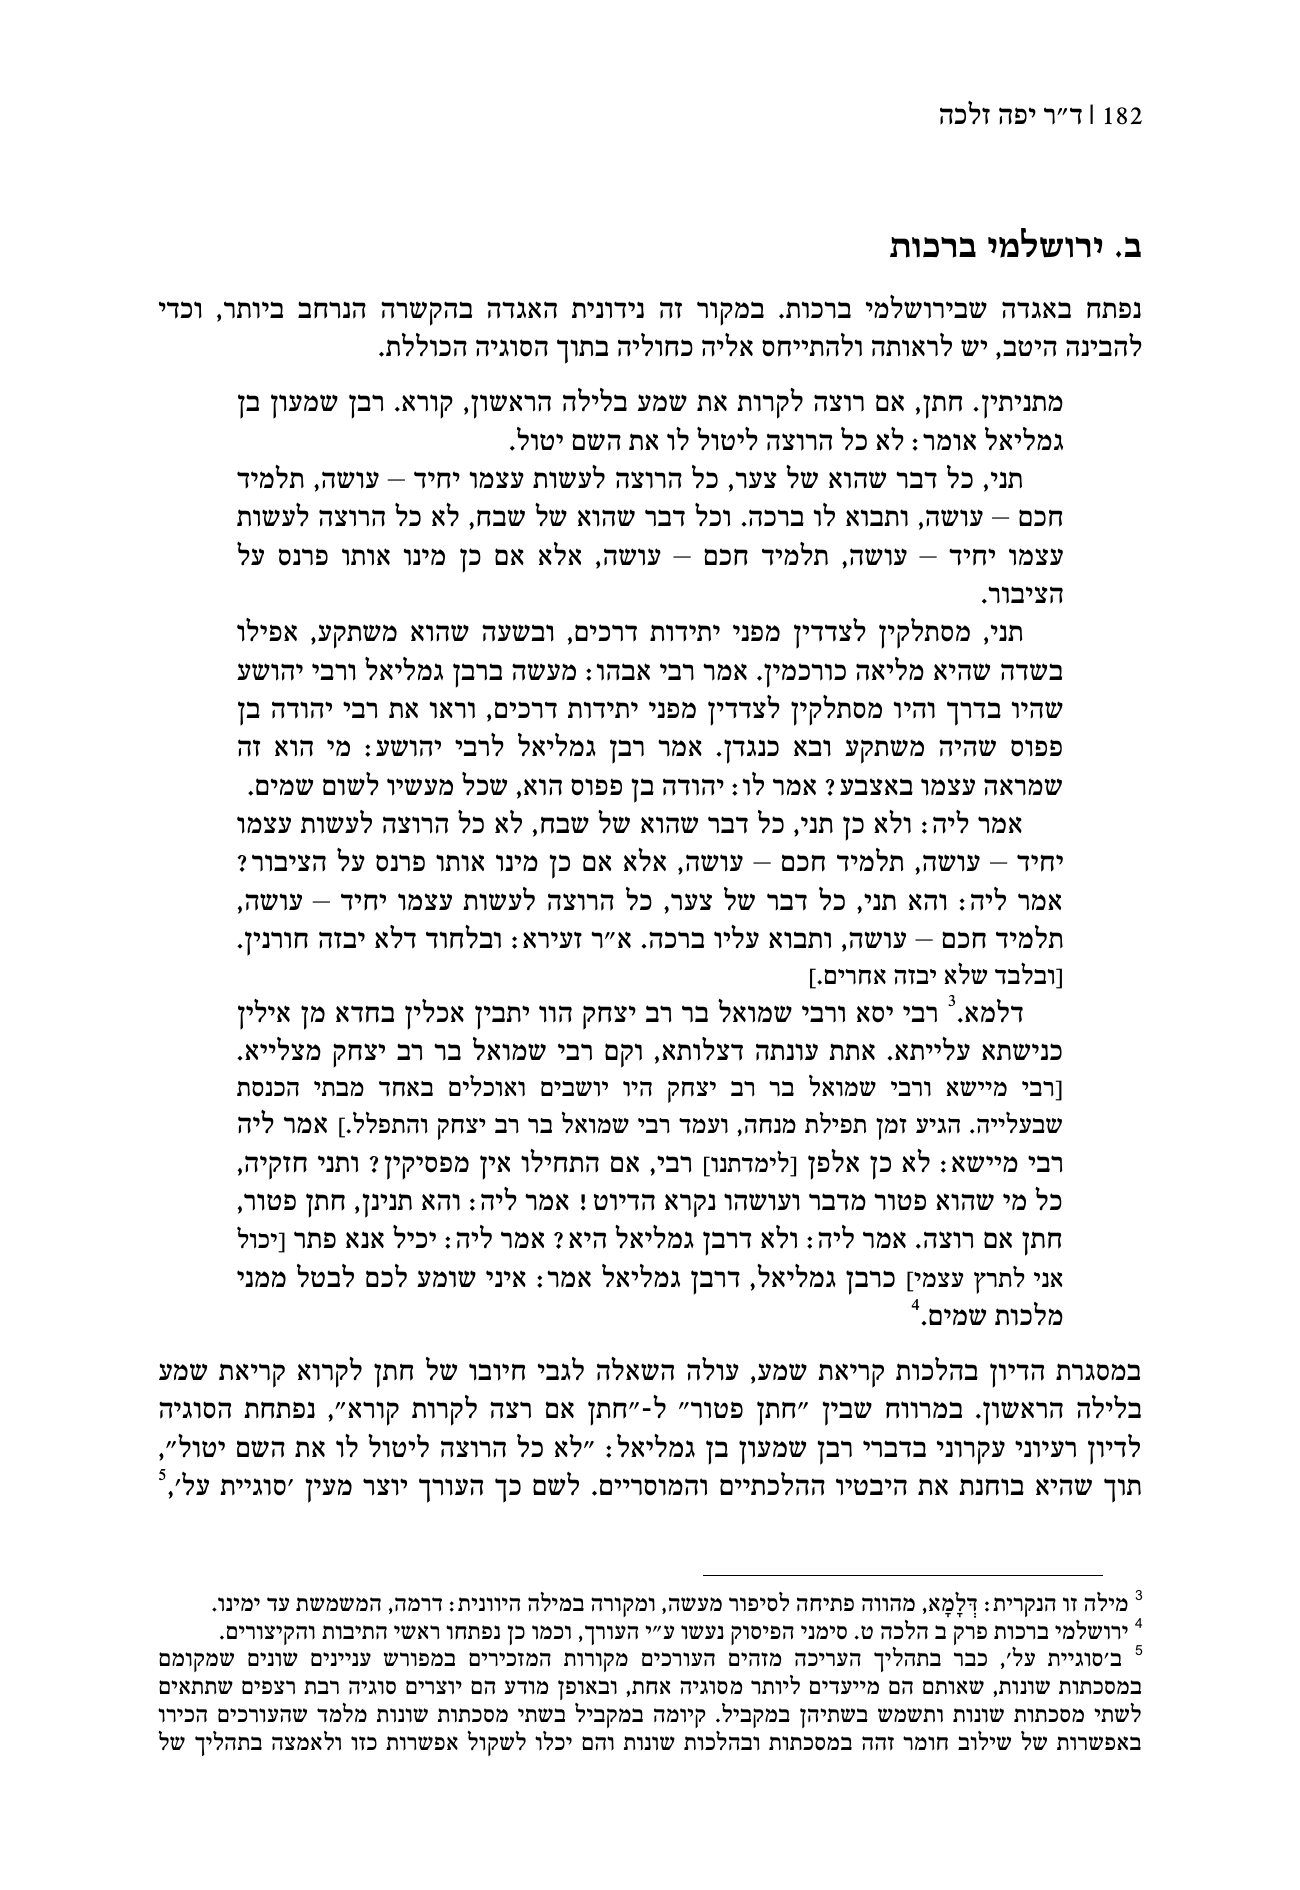 182 | ד״ר יפה זלכה
ב. ירושלמי ברכות
נפתח באגדה שבירושלמי ברכות. במקור זה נידונית האגדה בהקשרה הנרחב ביותר, וכדי
להבינה היטב, יש לראותה ולהתייחס אליה כחוליה בתוך הסוגיה הכוללת.
מתניתין. חתן, אם רוצה לקרות את שמע בלילה הראשון, קורא. רבן שמעון בן
גמליאל אומר: לא כל הרוצה ליטול לו את השם יטול.
תני, כל דבר שהוא של צער, כל הרוצה לעשות עצמו יחיד – עושה, תלמיד
חכם – עושה, ותבוא לו ברכה. וכל דבר שהוא של שבח, לא כל הרוצה לעשות
עצמו יחיד – עושה, תלמיד חכם – עושה, אלא אם כן מינו אותו פרנס על
הציבור.
תני, מסתלקין לצדדין מפני יתידות דרכים, ובשעה שהוא משתקע, אפילו
בשדה שהיא מליאה כורכמין. אמר רבי אבהו: מעשה ברבן גמליאל ורבי יהושע
שהיו בדרך והיו מסתלקין לצדדין מפני יתידות דרכים, וראו את רבי יהודה בן
פפוס שהיה משתקע ובא כנגדן. אמר רבן גמליאל לרבי יהושע: מי הוא זה
שמראה עצמו באצבע? אמר לו: יהודה בן פפוס הוא, שכל מעשיו לשום שמים.
אמר ליה: ולא כן תני, כל דבר שהוא של שבח, לא כל הרוצה לעשות עצמו
יחיד – עושה, תלמיד חכם – עושה, אלא אם כן מינו אותו פרנס על הציבור?
אמר ליה: והא תני, כל דבר של צער, כל הרוצה לעשות עצמו יחיד – עושה,
תלמיד חכם – עושה, ותבוא עליו ברכה. א״ר זעירא: ובלחוד דלא יבזה חורנין.
[ובלבד שלא יבזה אחרים.]
דלמא.3 רבי יסא ורבי שמואל בר רב יצחק הוו יתבין אכלין בחדא מן אילין
כנישתא עלייתא. אתת עונתה דצלותא, וקם רבי שמואל בר רב יצחק מצלייא.
[רבי מיישא ורבי שמואל בר רב יצחק היו יושבים ואוכלים באחד מבתי הכנסת
שבעלייה. הגיע זמן תפילת מנחה, ועמד רבי שמואל בר רב יצחק והתפלל.] אמר ליה
רבי מיישא: לא כן אלפן [לימדתנו] רבי, אם התחילו אין מפסיקין? ותני חזקיה,
כל מי שהוא פטור מדבר ועושהו נקרא הדיוט! אמר ליה: והא תנינן, חתן פטור,
חתן אם רוצה. אמר ליה: ולא דרבן גמליאל היא? אמר ליה: יכיל אנא פתר [יכול
אני לתרץ עצמי] כרבן גמליאל, דרבן גמליאל אמר: איני שומע לכם לבטל ממני
מלכות שמים.4
במסגרת הדיון בהלכות קריאת שמע, עולה השאלה לגבי חיובו של חתן לקרוא קריאת שמע
בלילה הראשון. במרווח שבין ״חתן פטור״ ל-״חתן אם רצה לקרות קורא״, נפתחת הסוגיה
לדיון רעיוני עקרוני בדברי רבן שמעון בן גמליאל: ״לא כל הרוצה ליטול לו את השם יטול״,
תוך שהיא בוחנת את היבטיו ההלכתיים והמוסריים. לשם כך העורך יוצר מעין ׳סוגיית על׳,5
3 מילה זו הנקרית: דְּלָמָא, מהווה פתיחה לסיפור מעשה, ומקורה במילה היוונית: דרמה, המשמשת עד ימינו.
4 ירושלמי ברכות פרק ב הלכה ט. סימני הפיסוק נעשו ע״י העורך, וכמו כן נפתחו ראשי התיבות והקיצורים.
5 ב׳סוגיית על׳, כבר בתהליך העריכה מזהים העורכים מקורות המזכירים במפורש עניינים שונים שמקומם
במסכתות שונות, שאותם הם מייעדים ליותר מסוגיה אחת, ובאופן מודע הם יוצרים סוגיה רבת רצפים שתתאים
לשתי מסכתות שונות ותשמש בשתיהן במקביל. קיומה במקביל בשתי מסכתות שונות מלמד שהעורכים הכירו
באפשרות של שילוב חומר זהה במסכתות ובהלכות שונות והם יכלו לשקול אפשרות כזו ולאמצה בתהליך של